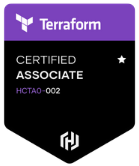 Terraform
CERTIFIED
ASSOCIATE
HCTA0-002